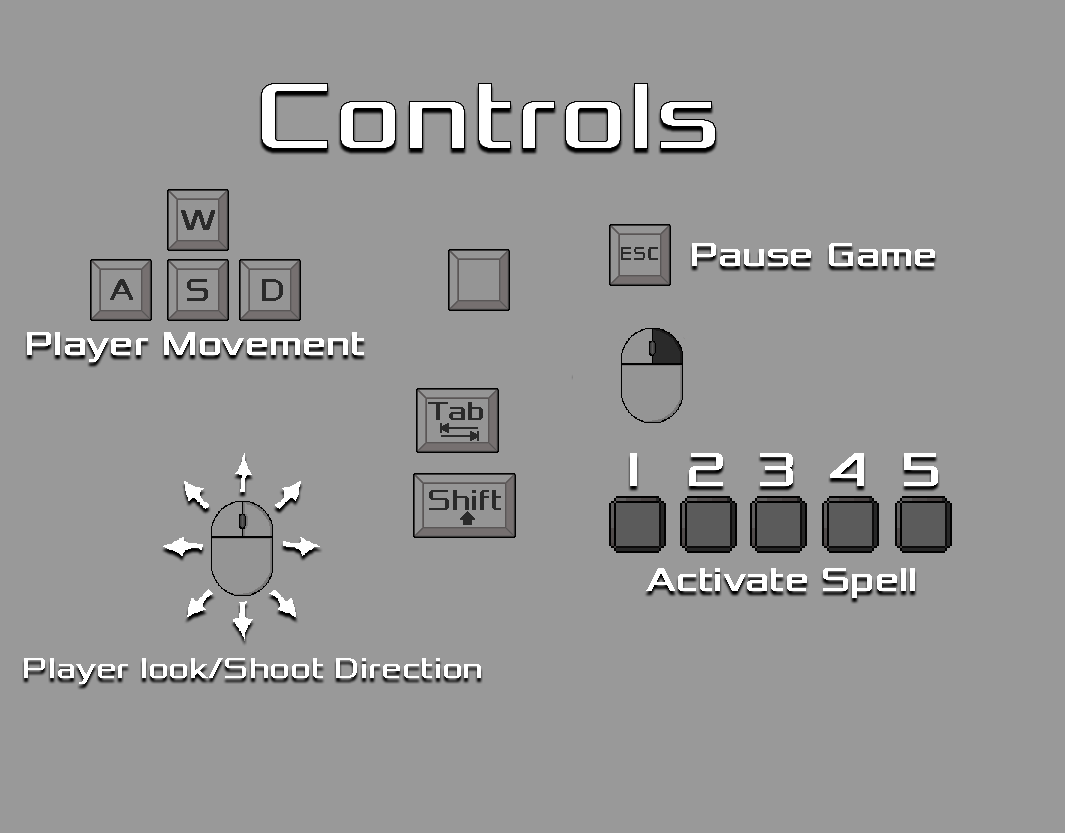 Controls
W
A S D
Player Movement
ESC Pause Game
Tab
Shift
1 2 3 4 5
Activate Spell
Player look/Shoot Direction